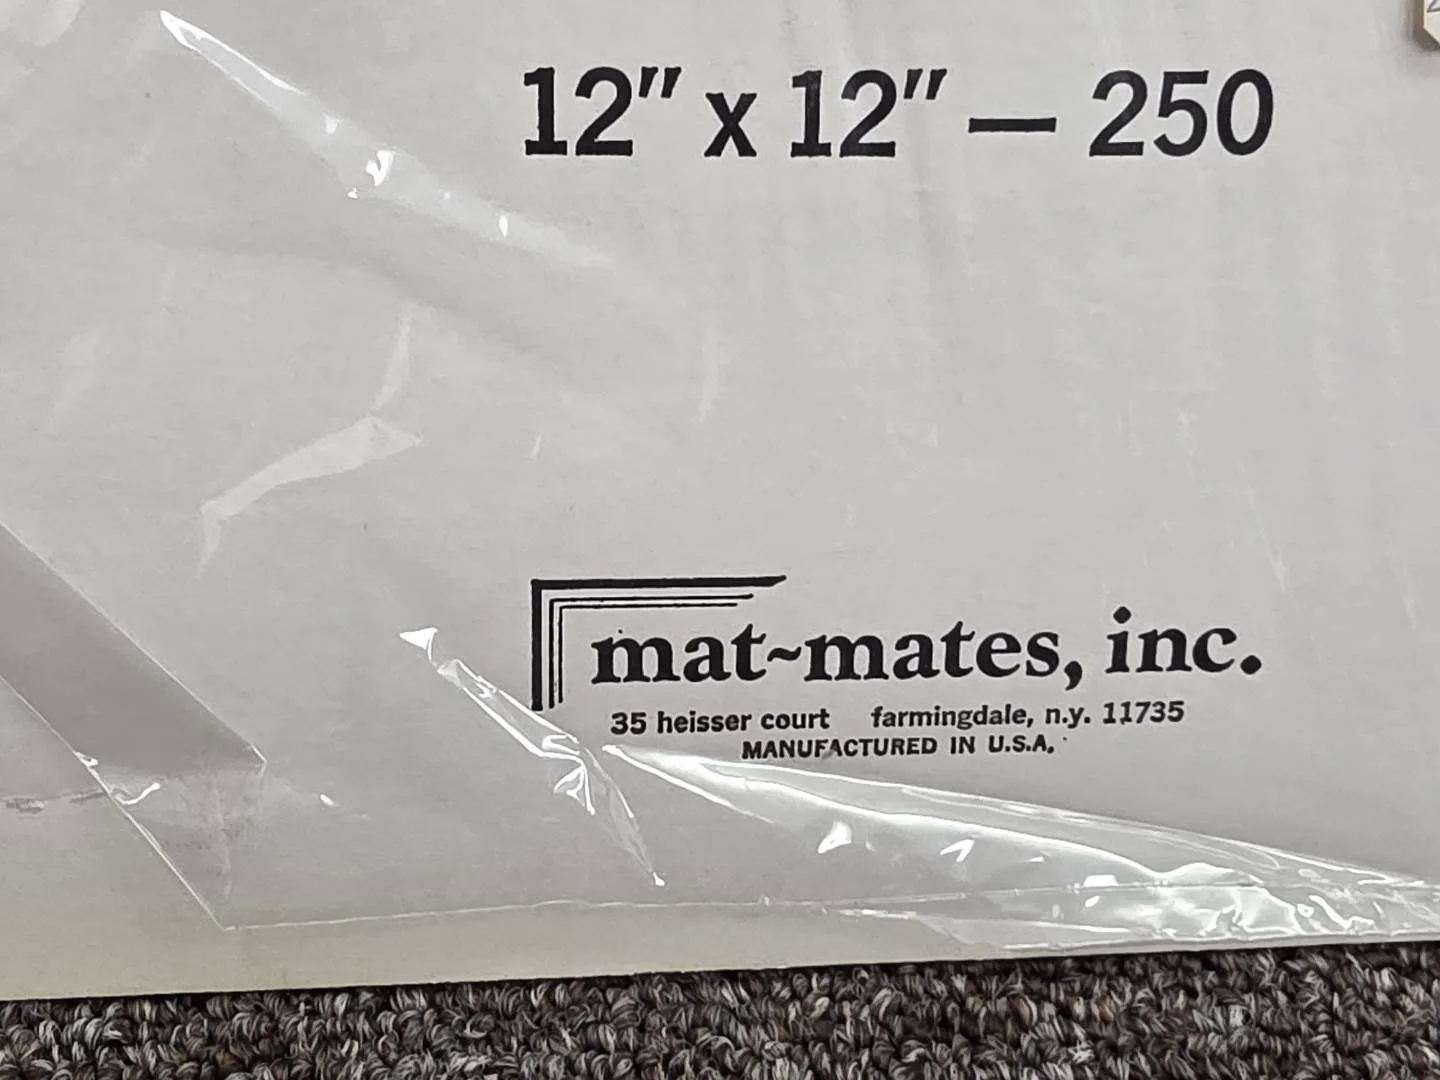 12" x 12" — 250
mat~mates, inc.
35 heisser court farmingdale, n.y. 11735
MANUFACTURED IN U.S.A.